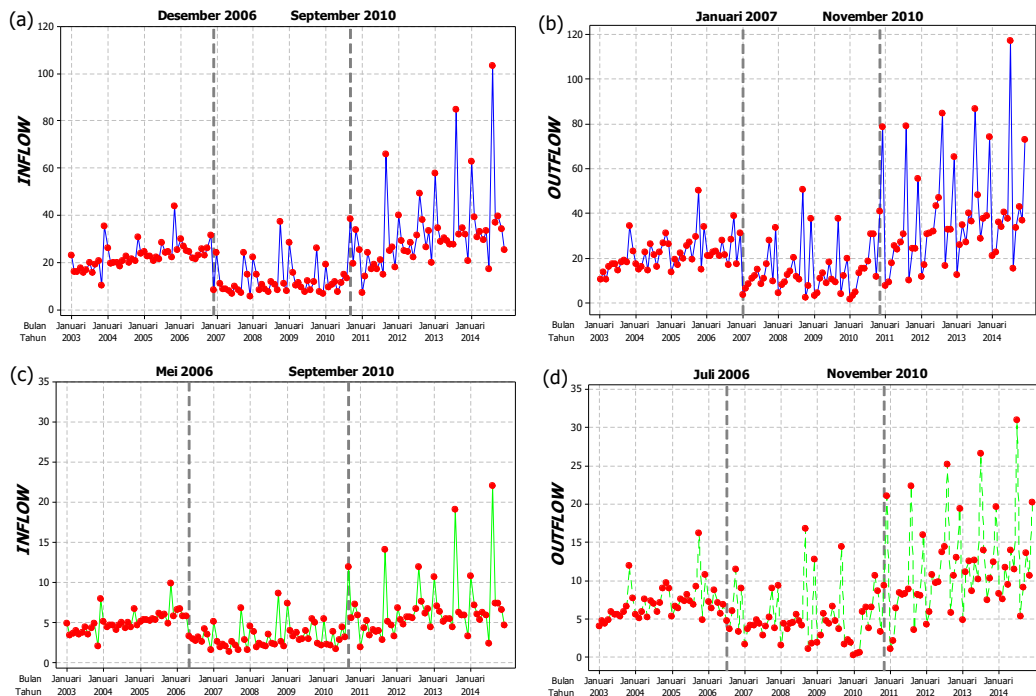 (a)
Desember 2006 September 2010
120
100
80
60
40
20
0
INFLOW
Bulan Januari Januari Januari Januari Januari Januari Januari Januari Januari Januari Januari Januari
Tahun 2003 2004 2005 2006 2007 2008 2009 2010 2011 2012 2013 2014
(b)
Januari 2007 November 2010
120
100
80
60
40
20
0
OUTFLOW
Bulan Januari Januari Januari Januari Januari Januari Januari Januari Januari Januari Januari Januari
Tahun 2003 2004 2005 2006 2007 2008 2009 2010 2011 2012 2013 2014
(c)
Mei 2006 September 2010
35
30
25
20
15
10
5
0
INFLOW
Bulan Januari Januari Januari Januari Januari Januari Januari Januari Januari Januari Januari Januari
Tahun 2003 2004 2005 2006 2007 2008 2009 2010 2011 2012 2013 2014
(d)
Juli 2006 November 2010
35
30
25
20
15
10
5
0
OUTFLOW
Bulan Januari Januari Januari Januari Januari Januari Januari Januari Januari Januari Januari Januari
Tahun 2003 2004 2005 2006 2007 2008 2009 2010 2011 2012 2013 2014